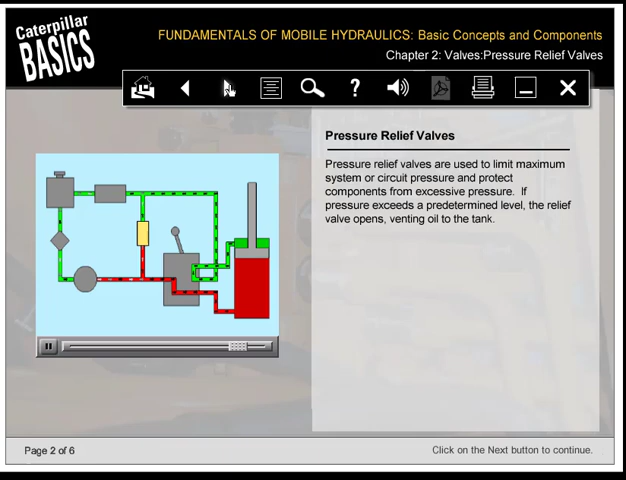 Caterpillar
BASICS
FUNDAMENTALS OF MOBILE HYDRAULICS: Basic Concepts and Components
Chapter 2: Valves:Pressure Relief Valves
?
Pressure Relief Valves
Pressure relief valves are used to limit maximum
system or circuit pressure and protect
components from excessive pressure. If
pressure exceeds a predetermined level, the relief
valve opens, venting oil to the tank.
Page 2 of 6
Click on the Next button to continue.